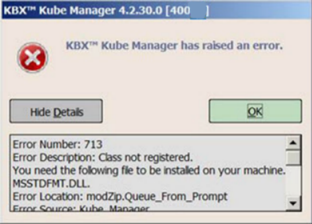 KBX™ Kube Manager 4.2.30.0 [400 ]
KBX™ Kube Manager has raised an error.
Hide Details
OK
Error Number: 713
Error Description: Class not registered.
You need the following file to be installed on your machine.
MSSTDFMT.DLL.
Error Location: modZip.Queue_From_Prompt
Error Source: Kube_Manager